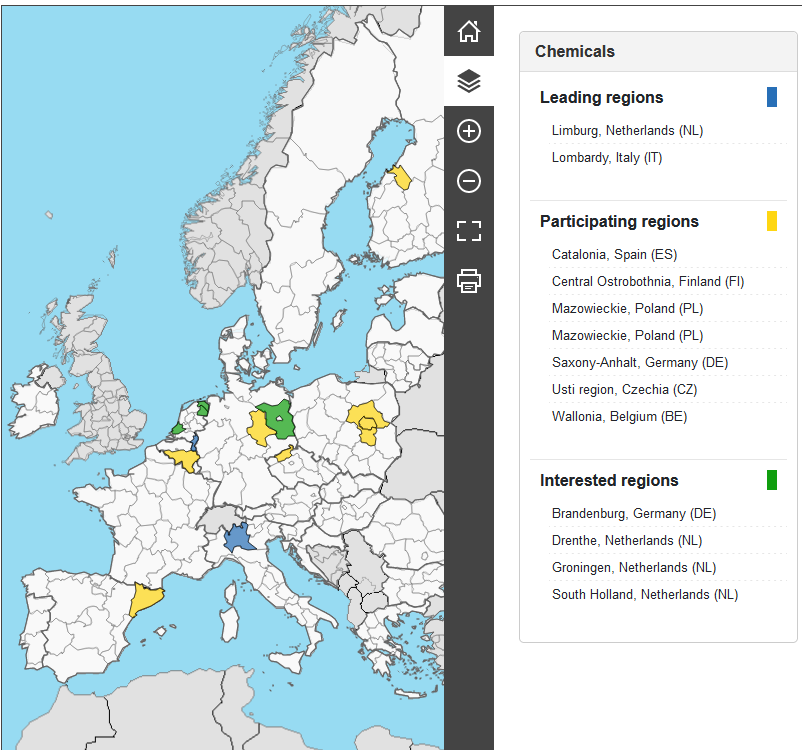 Chemicals
Leading regions
Limburg, Netherlands (NL)
Lombardy, Italy (IT)
Participating regions
Catalonia, Spain (ES)
Central Ostrobothnia, Finland (FI)
Mazowieckie, Poland (PL)
Mazowieckie, Poland (PL)
Saxony-Anhalt, Germany (DE)
Usti region, Czechia (CZ)
Wallonia, Belgium (BE)
Interested regions
Brandenburg, Germany (DE)
Drenthe, Netherlands (NL)
Groningen, Netherlands (NL)
South Holland, Netherlands (NL)